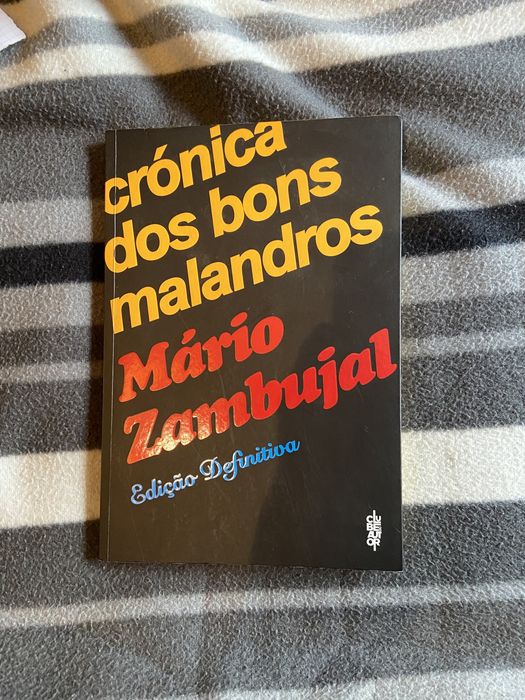 crónica
dos bons
malandros
Mário
Zambujal
Edição Definitiva